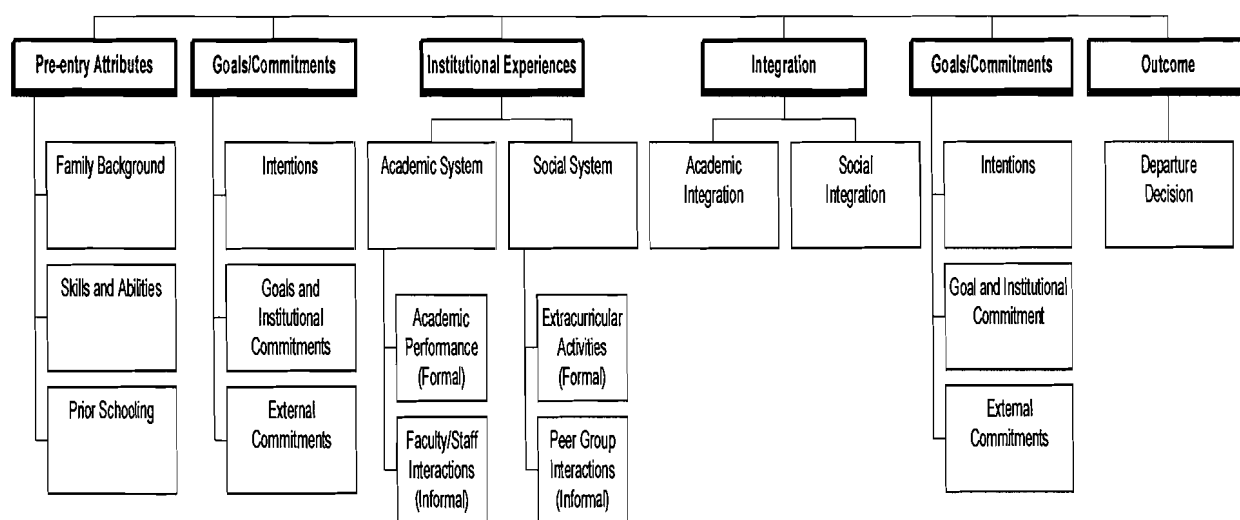 Pre-entry Attributes
Goals/Commitments
Institutional Experiences
Integration
Goals/Commitments
Outcome
Family Background
Skills and Abilities
Prior Schooling
Intentions
Goals and
Institutional
Commitments
External
Commitments
Academic System
Academic
Performance
(Formal)
Faculty/Staff
Interactions
(Informal)
Social System
Extracurricular
Activities
(Formal)
Peer Group
Interactions
(Informal)
Academic
Integration
Social
Integration
Intentions
Goal and Institutional
Commitment
External
Commitments
Departure
Decision